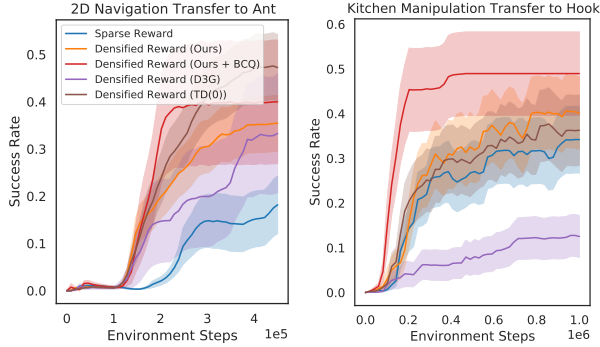 2D Navigation Transfer to Ant
Sparse Reward
Densified Reward (Ours)
Densified Reward (Ours + BCQ)
Densified Reward (D3G)
Densified Reward (TD(0))
Success Rate
0.5
0.4
0.3
0.2
0.1
0.0
0 1 2 3 4
1e5
Environment Steps
Kitchen Manipulation Transfer to Hook
Success Rate
0.6
0.5
0.4
0.3
0.2
0.1
0.0
0.0 0.2 0.4 0.6 0.8 1.0
1e6
Environment Steps